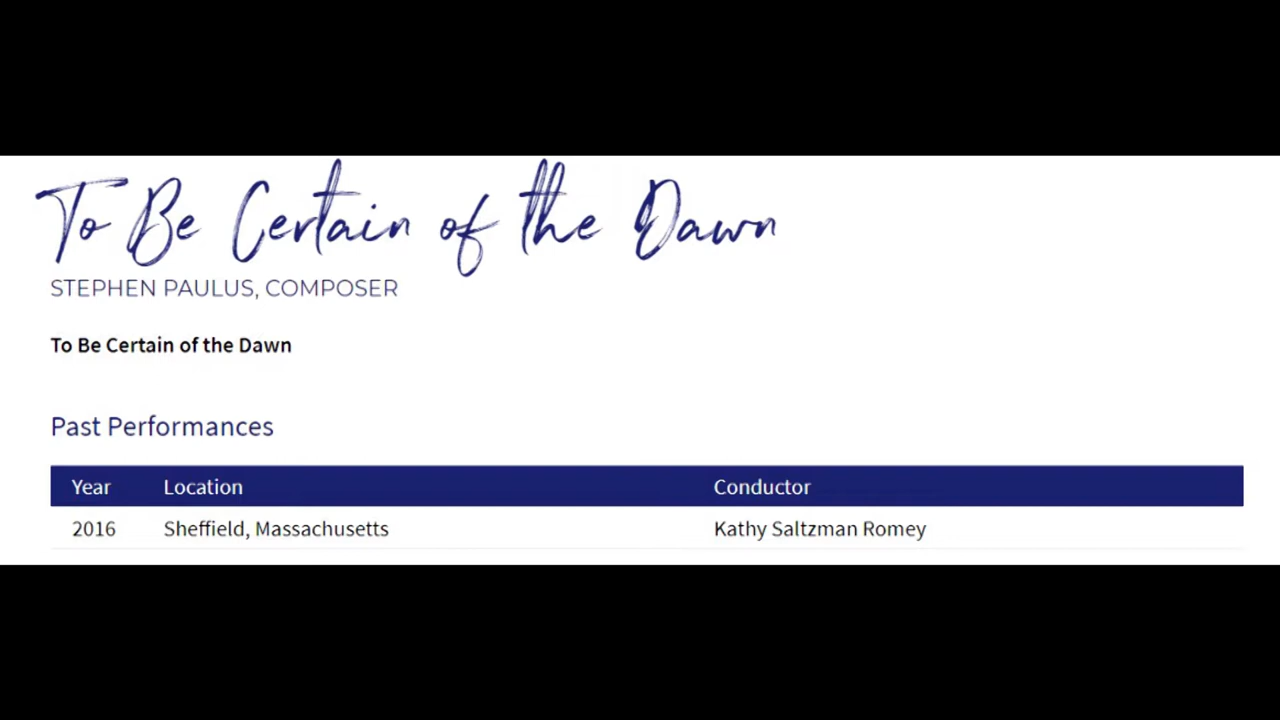 To Be Certain of the Dawn
STEPHEN PAULUS, COMPOSER
To Be Certain of the Dawn
Past Performances
Year Location Conductor
2016 Sheffield, Massachusetts Kathy Saltzman Romey